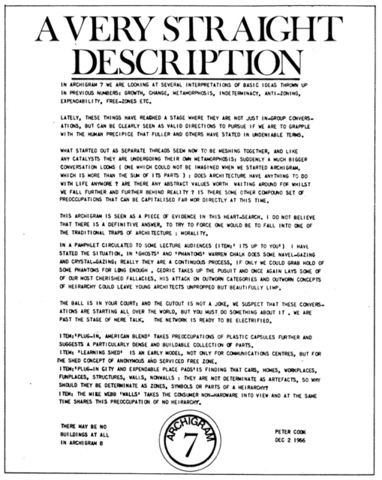 A VERY STRAIGHT
DESCRIPTION
IN ARCHIGRAM 7 WE ARE LOOKING AT SEVERAL INTERPRETATIONS OF BASIC IDEAS THROWN UP
IN PREVIOUS NUMBERS: GROWTH, CHANGE, METAMORPHOSIS, INDETERMINACY, ANTI-ZONING,
EXPENDABILITY, FREE-ZONES ETC.
LATELY, THESE THINGS HAVE REACHED A STAGE WHERE THEY ARE NOT JUST IN-GROUP CONVERS-
ATIONS, BUT CAN BE CLEARLY SEEN AS VALID DIRECTIONS TO PURSUE IF WE ARE TO GRAPPLE
WITH THE HUMAN PRECIPICE THAT FULLER AND OTHERS HAVE STATED IN UNDENIABLE TERMS.
WHAT STARTED OUT AS SEPARATE THREADS SEEM NOW TO BE MESHING TOGETHER, AND LIKE
ANY CATALYSTS THEY ARE UNDERGOING THEIR OWN METAMORPHOSIS: SUDDENLY A MUCH BIGGER
CONVERSATION LOOMS ( ONE WHICH COULD NOT BE IMAGINED WHEN WE STARTED ARCHIGRAM,
WHICH IS MORE THAN THE SUM OF ITS PARTS ) : DOES ARCHITECTURE HAVE ANYTHING TO DO
WITH LIFE ANYMORE ? ARE THERE ANY ABSTRACT VALUES WORTH WAITING AROUND FOR WHILST
WE FALL FURTHER AND FURTHER BEHIND REALITY ? IS THERE SOME OTHER COMPOUND SET OF
PREOCCUPATIONS THAT CAN BE CAPITALISED FAR MOR DIRECTLY AT THIS TIME.
THIS ARCHIGRAM IS SEEN AS A PIECE OF EVIDENCE IN THIS HEART-SEARCH, I DO NOT BELIEVE
THAT THERE IS A DEFINITIVE ANSWER, TO TRY TO FORCE ONE WOULD BE TO FALL INTO ONE OF
THE TRADITIONAL TRAPS OF ARCHITECTURE : MORALITY.
IN A PAMPHLET CIRCULATED TO SOME LECTURE AUDIENCES (ITEM:' ITS UP TO YOU') I HAVE
STATED THE SITUATION, IN 'GHOSTS' AND 'PHANTOMS' WARREN CHALK DOES SOME NAVEL-GAZING
AND CRYSTAL-GAZING: REALLY THEY ARE A CONTINUOUS PROCESS, IF ONLY WE COULD GRAB HOLD OF
SOME PHANTOMS FOR LONG ENOUGH . CEDRIC TAKES UP THE PUSUIT AND ONCE AGAIN LAYS SOME OF
OF OUR MOST CHERISHED FALLACIES, HIS ATTACK ON OUTWORN CATEGORIES AND OUTWORN CONCEPTS
OF HEIRARCHY COULD LEAVE YOUNG ARCHITECTS UNPROPPED BUT BEAUTIFULLY LIMP.
THE BALL IS IN YOUR COURT: AND THE CUTOUT IS NOT A JOKE, WE SUSPECT THAT THESE CONVERS-
ATIONS ARE STARTING ALL OVER THE WORLD, BUT YOU MUST DO SOMETHING ABOUT IT . WE ARE
PAST THE STAGE OF MERE TALK. THE NETWORK IS READY TO BE ELECTRIFIED.
ITEM:'PLUG-IN, AMERICAN BLEND' TAKES PREOCCUPATIONS OF PLASTIC CAPSULES FURTHER AND
SUGGESTS A PARTICULARLY DENSE AND BUILDABLE COLLECTION OF PARTS.
ITEM: 'LEARNING SHED' IS AN EARLY MODEL, NOT ONLY FOR COMMUNICATIONS CENTRES, BUT FOR
THE SHED CONCEPT OF ANONYMOUS AND SERVICED FREE ZONE.
ITEM:'PLUG-IN CITY AND EXPENDABLE PLACE PADS'IS FINDING THAT CARS, HOMES, WORKPLACES,
FUNPLACES, STRUCTURES, WALLS, NONWALLS : THEY ARE NOT DETERMINATE AS ARTEFACTS, SO WHY
SHOULD THEY BE DETERMINATE AS ZONES, SYMBOLS OR PARTS OF A HEIRARCHY?
ITEM: THE MIKE WEBB 'WALLS' TAKES THE CONSUMER NON-HARDWARE INTO VIEW AND AT THE SAME
TIME SHARES THIS PREOCCUPATION OF NO HEIRARCHY.
THERE MAY BE NO
BUILDINGS AT ALL
IN ARCHIGRAM 8
ARCHIGRAM
7
PETER COOK
DEC 2 1966